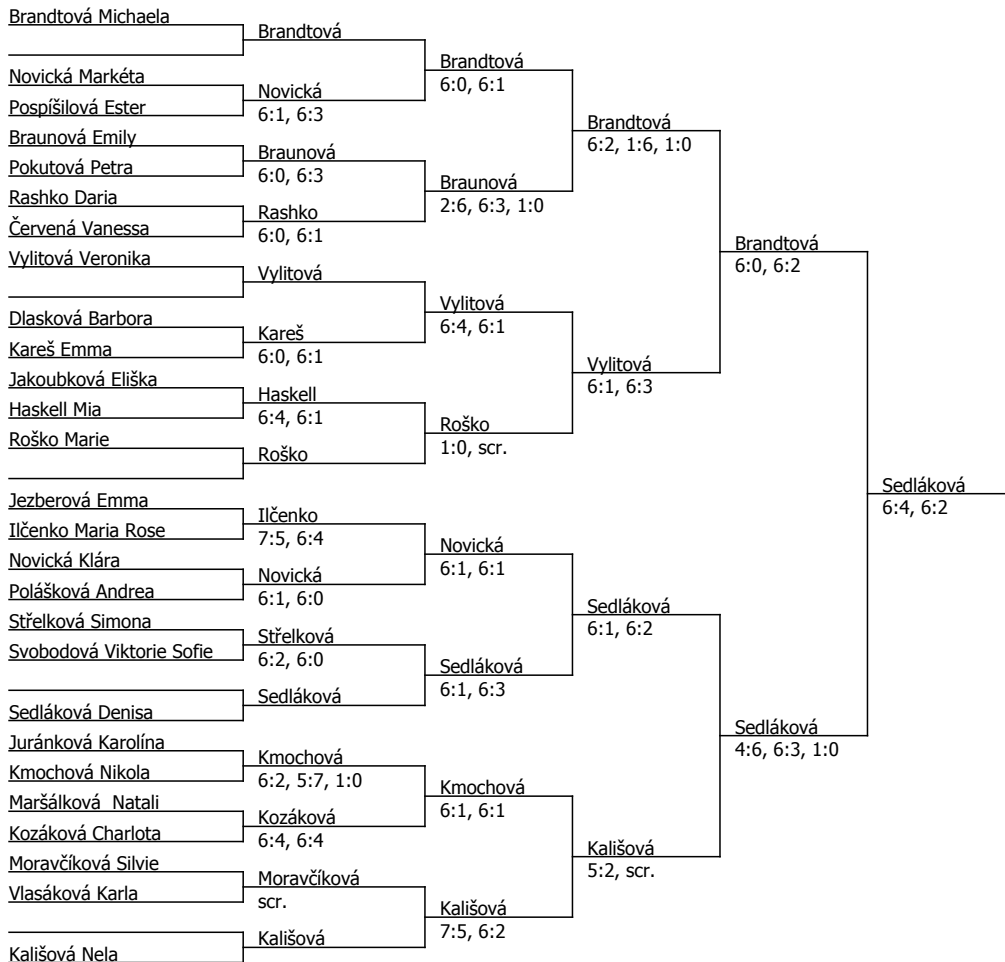 Brandtová Michaela
Novická Markéta
Pospíšilová Ester
Braunová Emily
Pokutová Petra
Rashko Daria
Červená Vanessa
Vylitová Veronika
Dlasková Barbora
Kareš Emma
Jakoubková Eliška
Haskell Mia
Roško Marie
Jezberová Emma
Ilčenko Maria Rose
Novická Klára
Polášková Andrea
Střelková Simona
Svobodová Viktorie Sofie
Sedláková Denisa
Juránková Karolína
Kmochová Nikola
Maršálková  Natali
Kozáková Charlota
Moravčíková Silvie
Vlasáková Karla
Kališová Nela
Brandtová
Novická
6:1, 6:3
Braunová
6:0, 6:3
Rashko
6:0, 6:1
Vylitová
Kareš
6:0, 6:1
Haskell
6:4, 6:1
Roško
Ilčenko
7:5, 6:4
Novická
6:1, 6:0
Střelková
6:2, 6:0
Sedláková
Kmochová
6:2, 5:7, 1:0
Kozáková
6:4, 6:4
Moravčíková
scr.
Kališová
Brandtová
6:0, 6:1
Braunová
2:6, 6:3, 1:0
Vylitová
6:4, 6:1
Roško
1:0, scr.
Novická
6:1, 6:1
Sedláková
6:1, 6:3
Kmochová
6:1, 6:1
Kališová
7:5, 6:2
Brandtová
6:2, 1:6, 1:0
Vylitová
6:1, 6:3
Sedláková
6:1, 6:2
Kališová
5:2, scr.
Brandtová
6:0, 6:2
Sedláková
4:6, 6:3, 1:0
Sedláková
6:4, 6:2